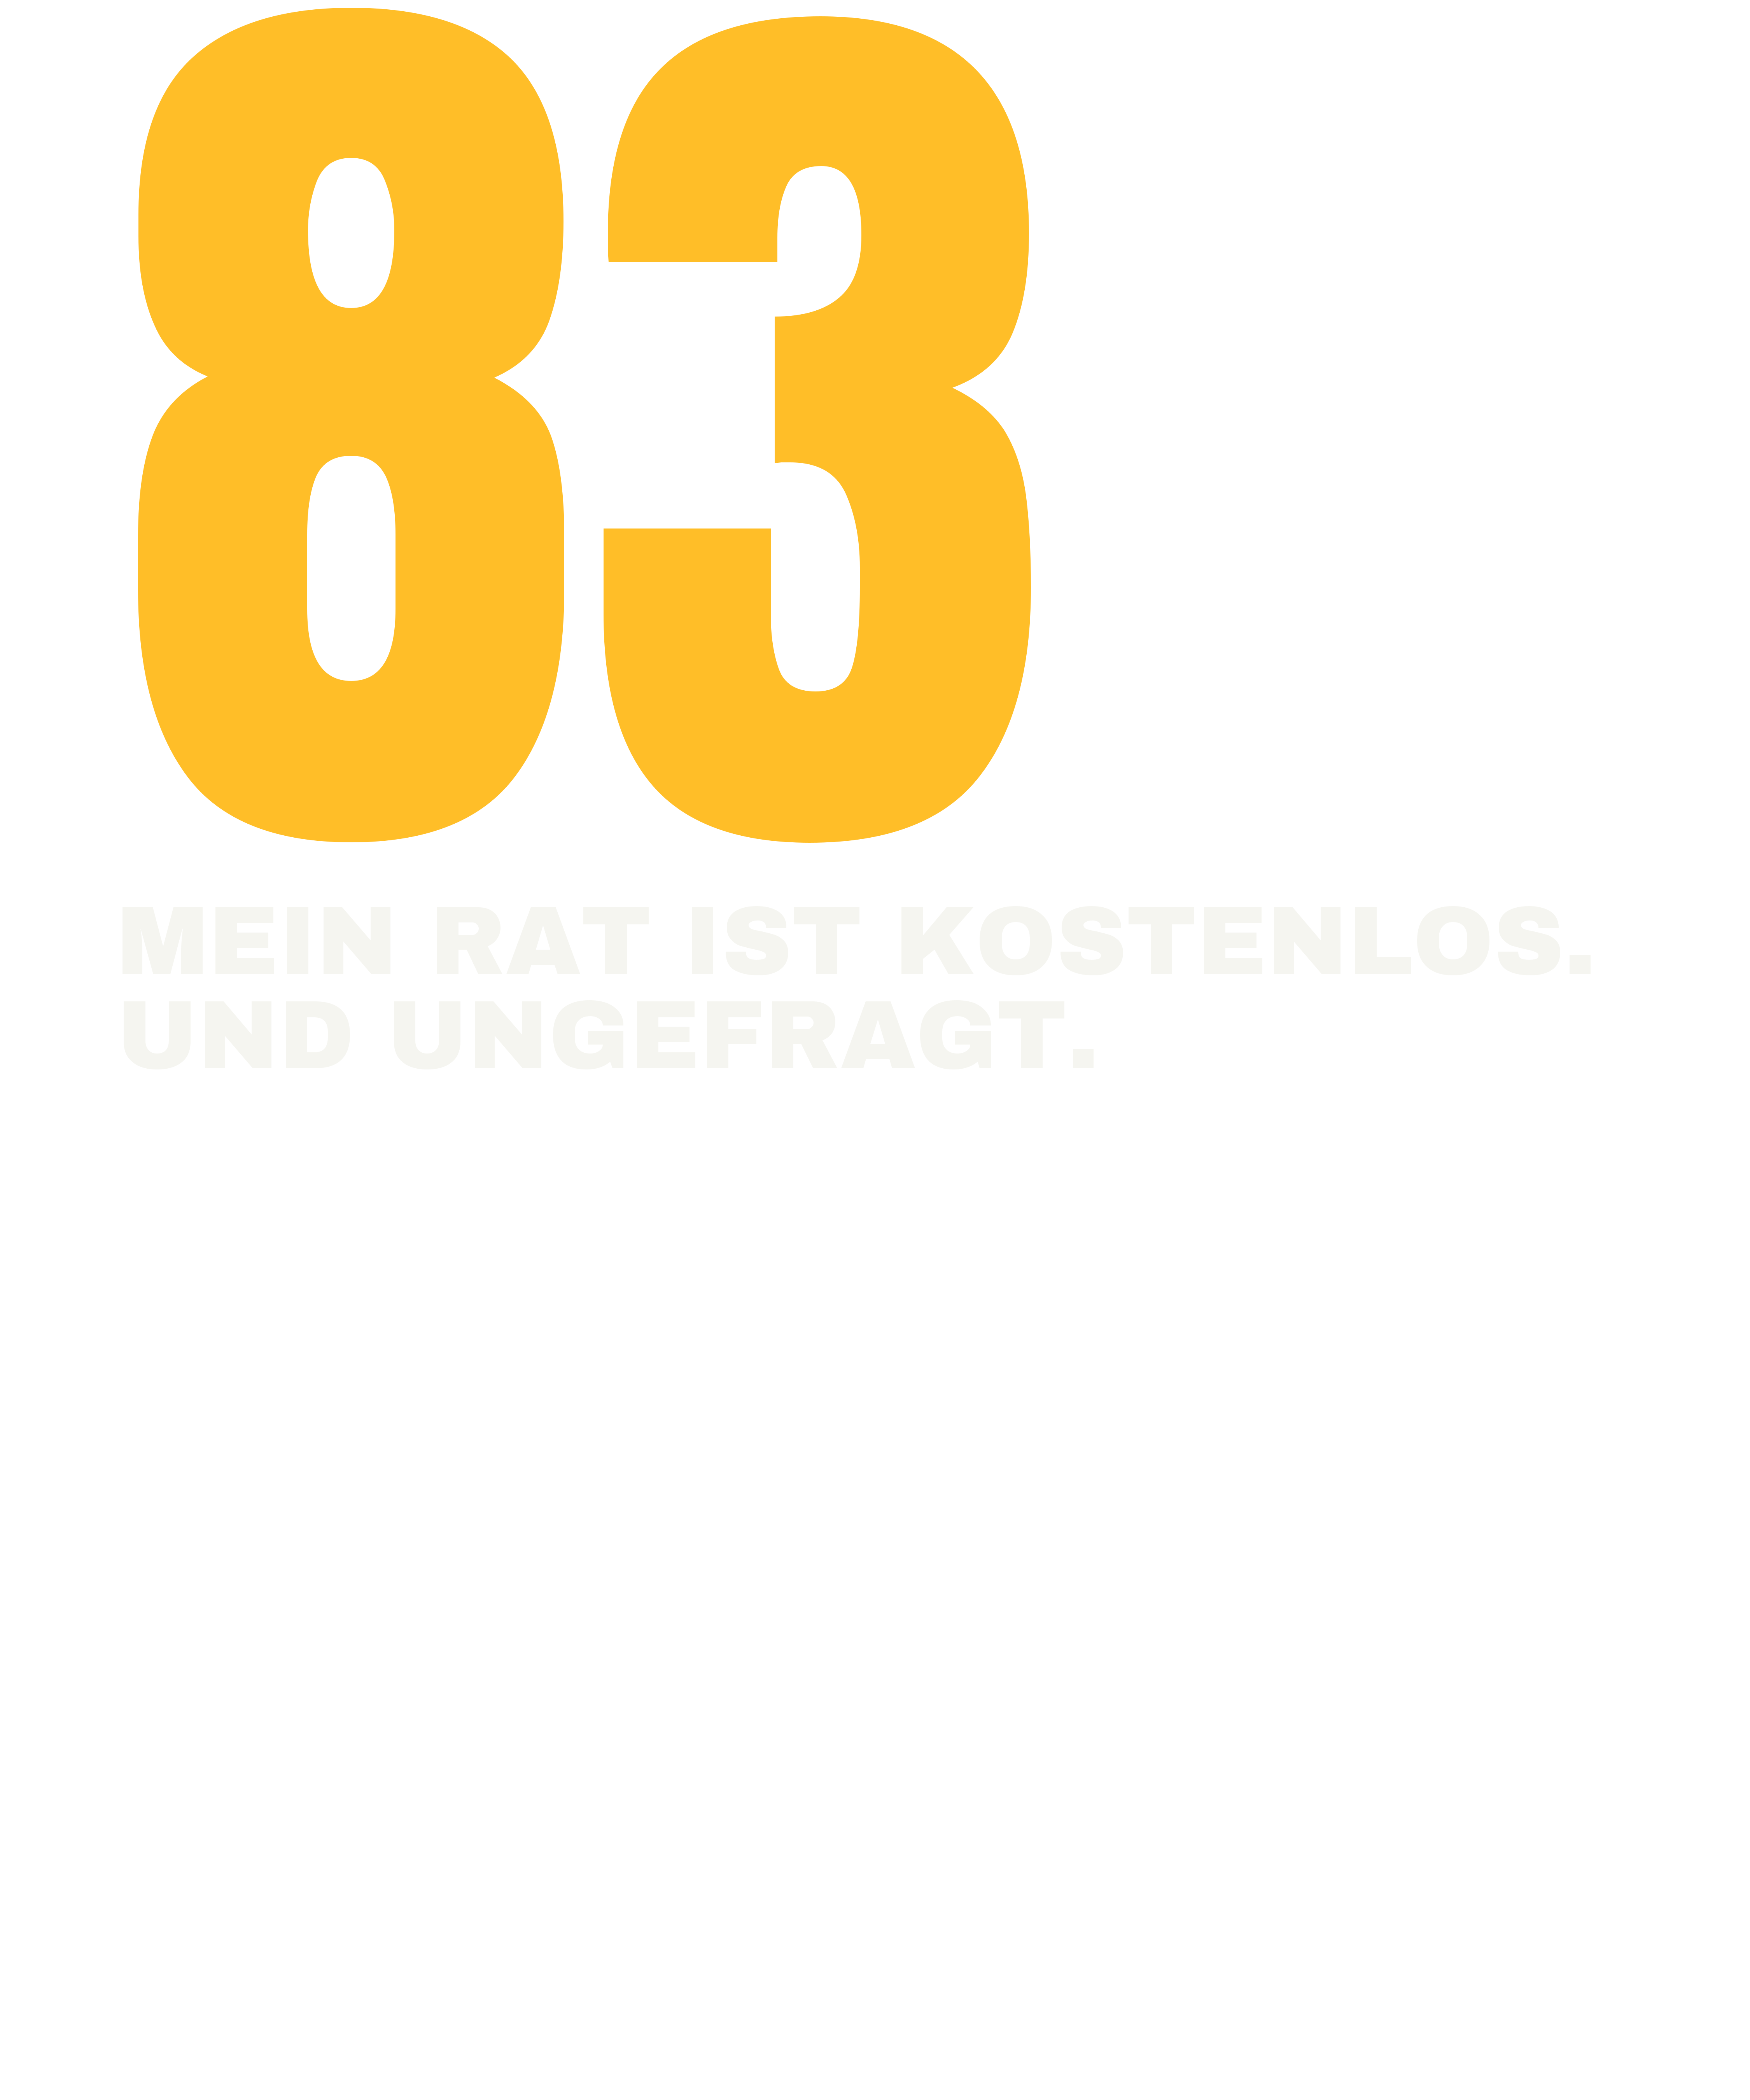 83
MEIN RAT IST KOSTENLOS.
UND UNGEFRAGT.